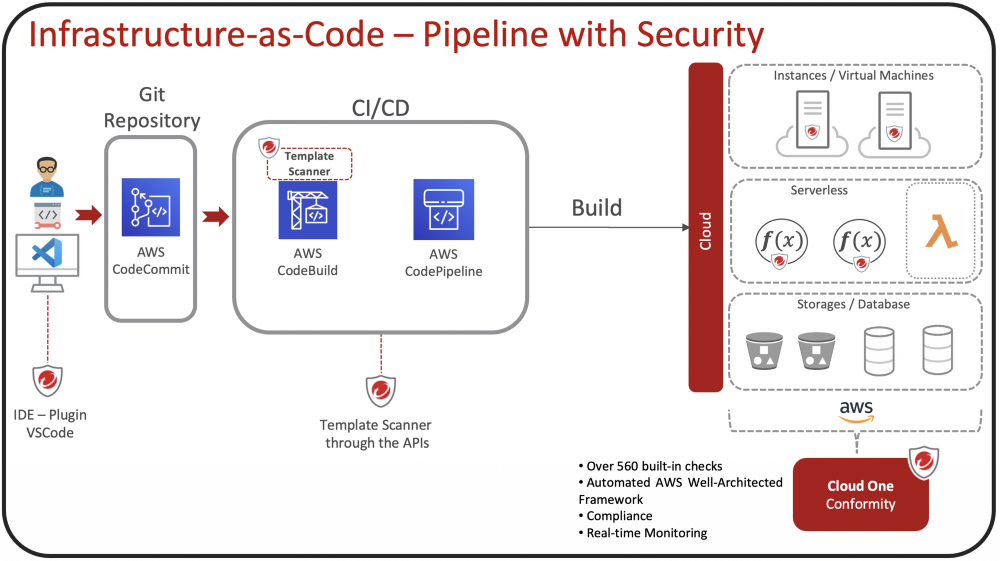 Infrastructure-as-Code – Pipeline with Security
Git
Repository
CI/CD
Template
Scanner
AWS
CodeCommit
AWS
CodeBuild
AWS
CodePipeline
Build
Cloud
Instances / Virtual Machines
Serverless
f(x)
f(x)
λ
Storages / Database
aws
IDE – Plugin
VSCode
Template Scanner
through the APIs
• Over 560 built-in checks
• Automated AWS Well-Architected
Framework
• Compliance
• Real-time Monitoring
Cloud One
Conformity